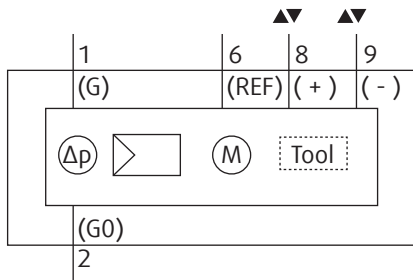 1 6 8 9
(G) (REF) ( + ) ( - )
Δp M Tool
(G0)
2